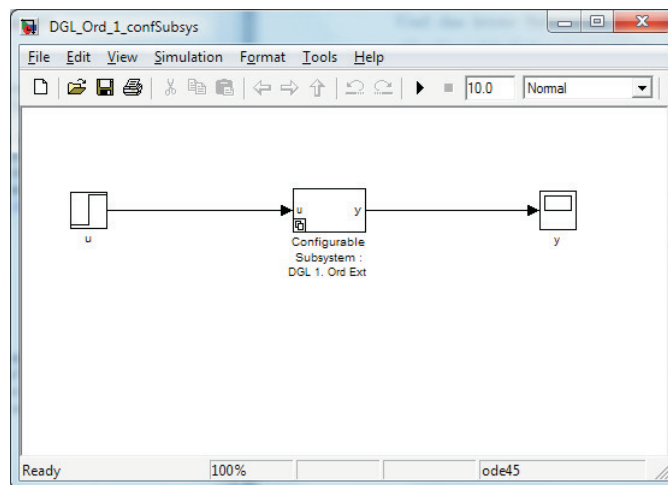 DGL_Ord_1_confSubsys
File Edit View Simulation Format Tools Help
10.0 Normal
u y
u
Configurable
Subsystem :
DGL 1. Ord Ext
y
Ready 100% ode45